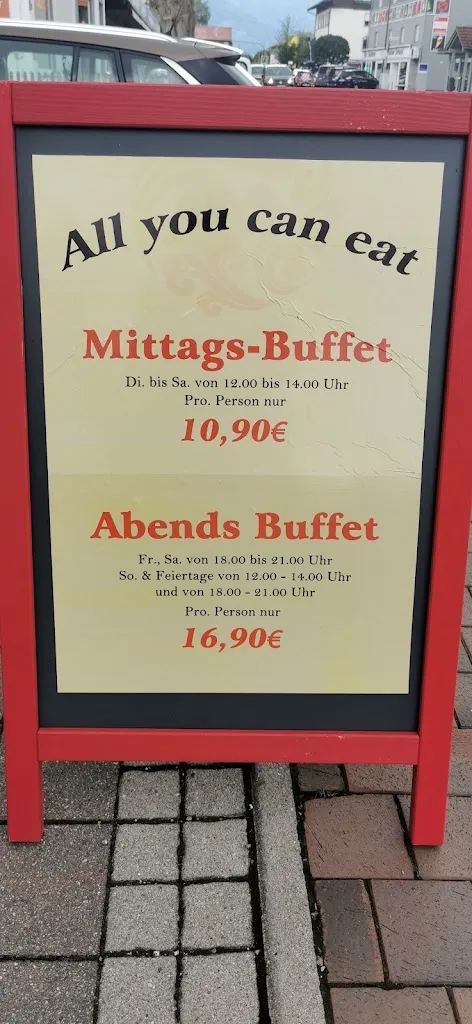 All you can eat
Mittags-Buffet
Di. bis Sa. von 12.00 bis 14.00 Uhr
Pro. Person nur
10,90€
Abends Buffet
Fr., Sa. von 18.00 bis 21.00 Uhr
So. & Feiertage von 12.00 - 14.00 Uhr
und von 18.00 - 21.00 Uhr
Pro. Person nur
16,90€